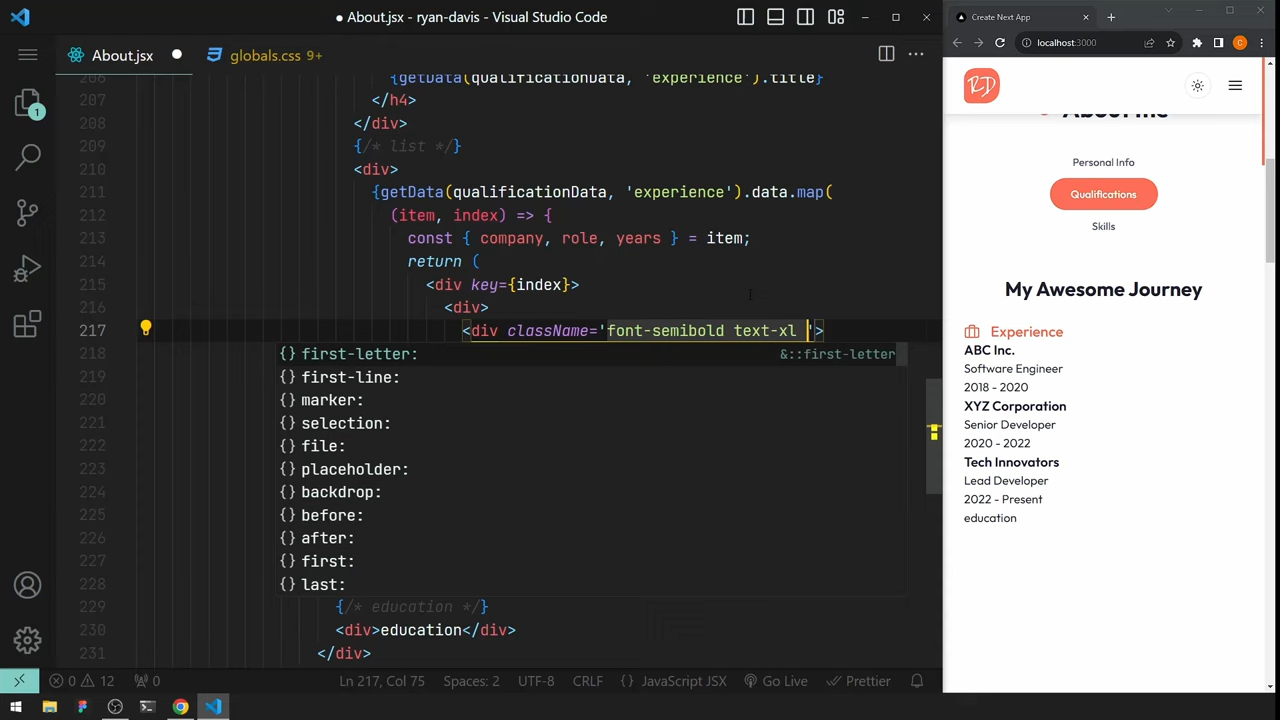 About.jsx - ryan-davis - Visual Studio Code
About.jsx
globals.css 9+
206
{getData(qualificationData, 'experience').title}
207
</h4>
208
</div>
209
{/* list */}
210
<div>
211
{getData(qualificationData, 'experience').data.map(
212
(item, index) => {
213
const { company, role, years } = item;
214
return (
215
<div key={index}>
216
<div>
217
<div className='font-semibold text-xl '>
218
first-letter:
&::first-letter
219
first-line:
220
marker:
221
selection:
222
file:
223
placeholder:
224
backdrop:
225
before:
226
after:
227
first:
228
last:
229
{/* education */}
230
<div>education</div>
231
</div>
1
0
12
0
Ln 217, Col 75
Spaces: 2
UTF-8
CRLF
{} JavaScript JSX
Go Live
Prettier
Create Next App
localhost:3000
C
RD
About me
Personal Info
Qualifications
Skills
My Awesome Journey
Experience
ABC Inc.
Software Engineer
2018 - 2020
XYZ Corporation
Senior Developer
2020 - 2022
Tech Innovators
Lead Developer
2022 - Present
education